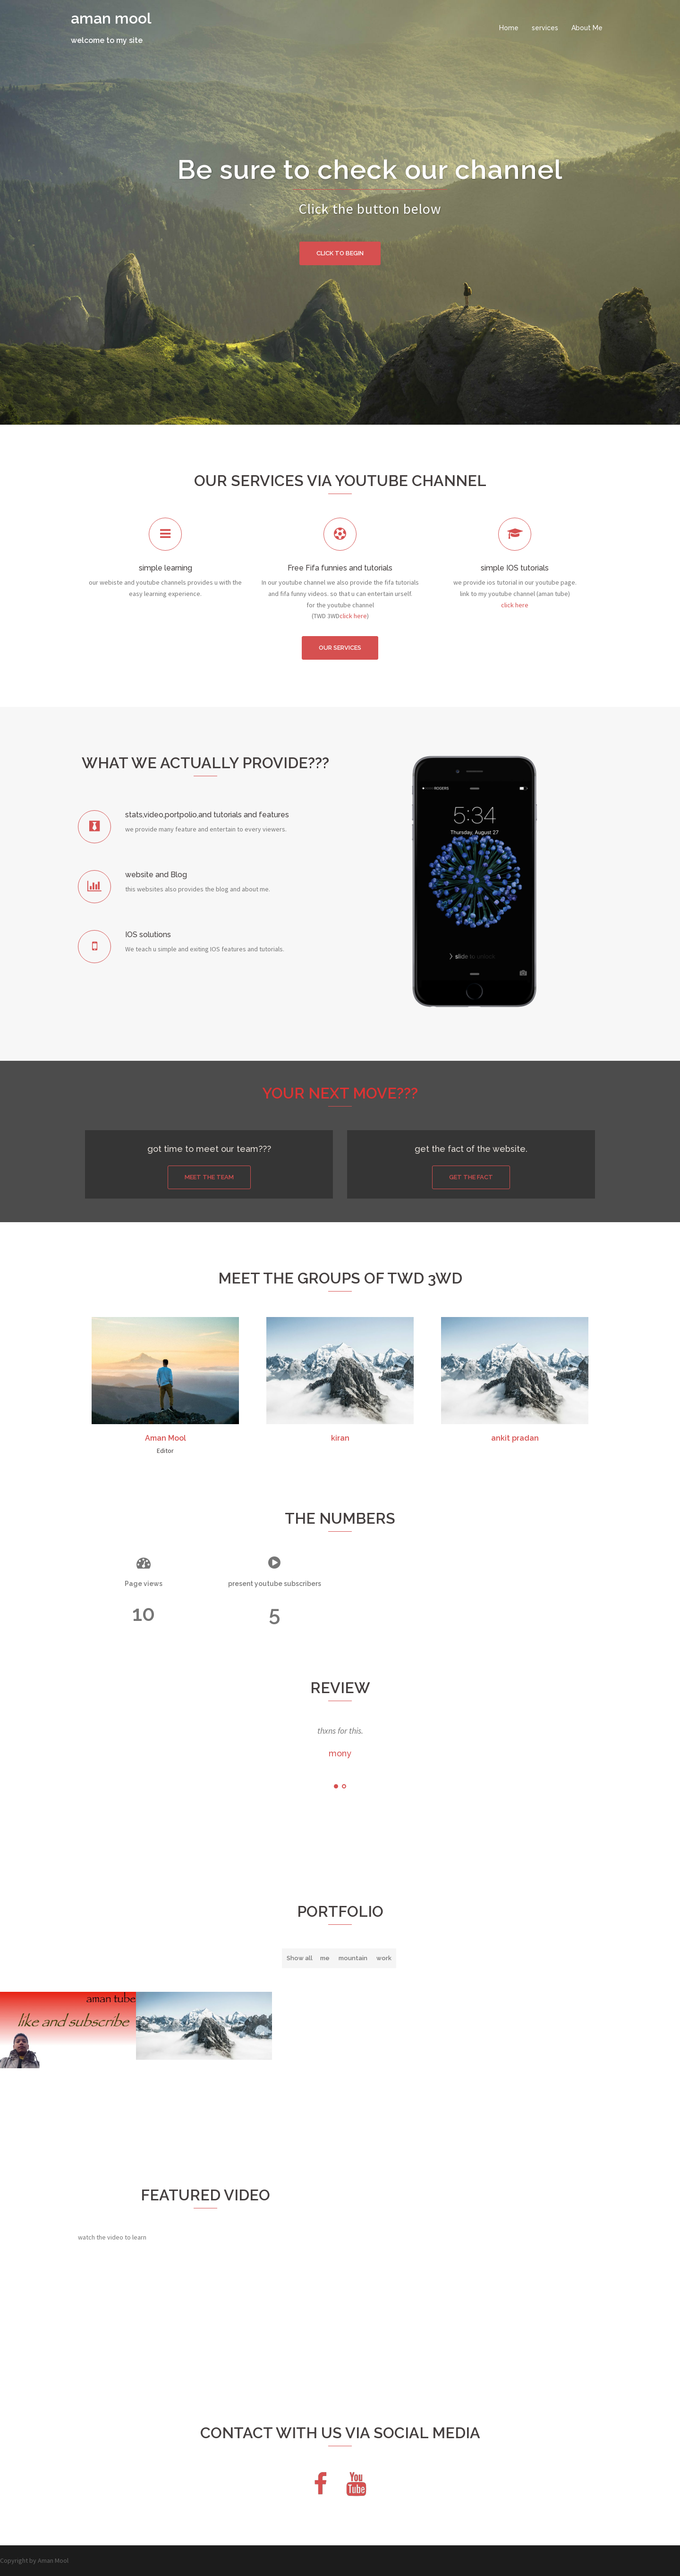 aman mool
welcome to my site
Home services About Me
Be sure to check our channel
Click the button below
CLICK TO BEGIN
OUR SERVICES VIA YOUTUBE CHANNEL
simple learning
our webiste and youtube channels provides u with the
easy learning experience.
Free Fifa funnies and tutorials
In our youtube channel we also provide the fifa tutorials
and fifa funny videos. so that u can entertain urself.
for the youtube channel
(TWD 3WDclick here)
simple IOS tutorials
we provide ios tutorial in our youtube page.
link to my youtube channel (aman tube)
click here
OUR SERVICES
WHAT WE ACTUALLY PROVIDE???
stats,video,portpolio,and tutorials and features
we provide many feature and entertain to every viewers.
website and Blog
this websites also provides the blog and about me.
IOS solutions
We teach u simple and exiting IOS features and tutorials.
ROGERS
5:34
Thursday, August 27
slide to unlock
YOUR NEXT MOVE???
got time to meet our team???
MEET THE TEAM
get the fact of the website.
GET THE FACT
MEET THE GROUPS OF TWD 3WD
Aman Mool
Editor
kiran
ankit pradan
THE NUMBERS
Page views
10
present youtube subscribers
5
REVIEW
thxns for this.
mony
PORTFOLIO
Show all me mountain work
aman tube
like and subscribe
FEATURED VIDEO
watch the video to learn
CONTACT WITH US VIA SOCIAL MEDIA
You
Tube
Copyright by Aman Mool